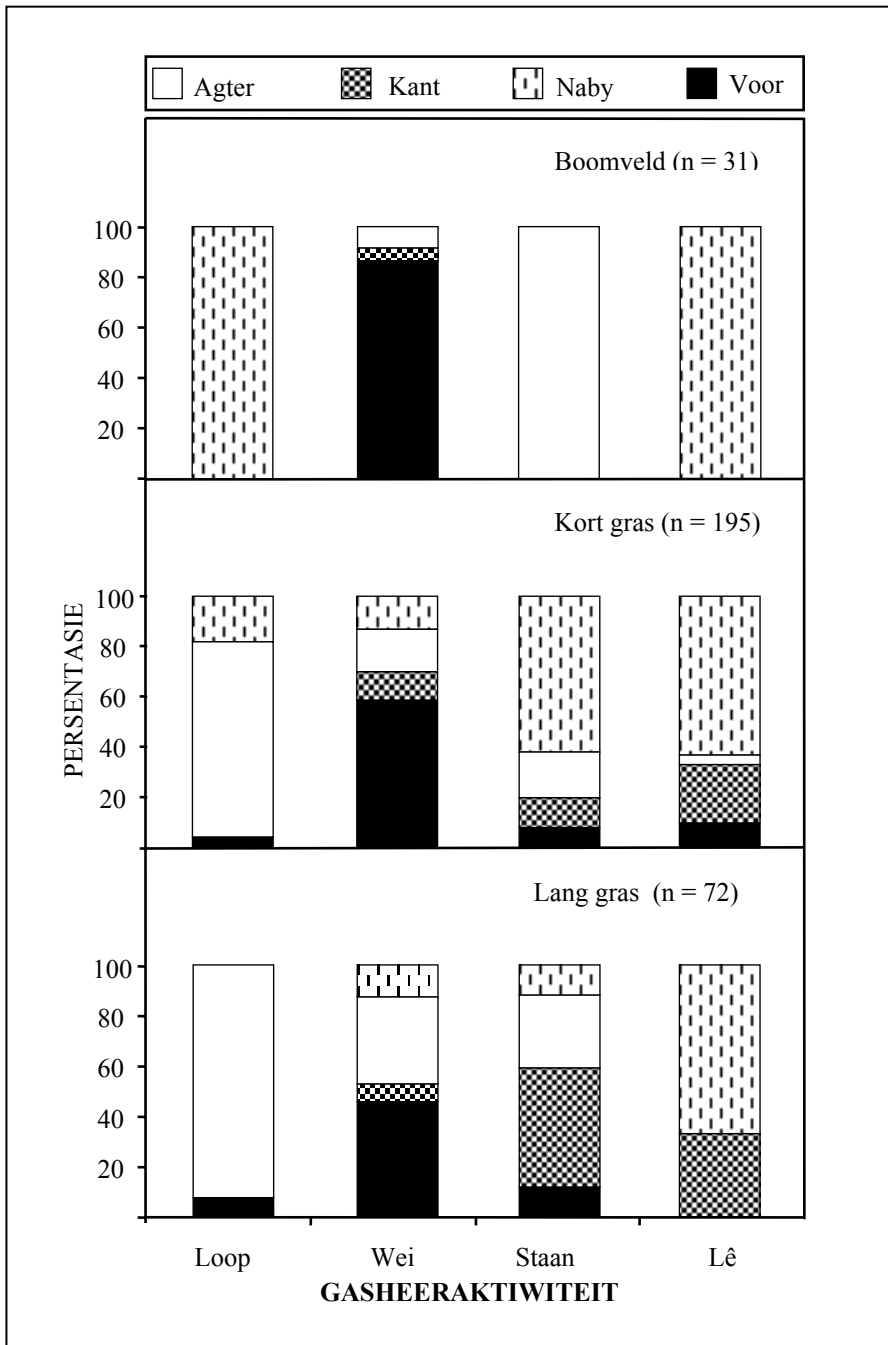 Agter Kant Naby Voor
Boomveld (n = 31)
100
80
60
40
20
Kort gras (n = 195)
100
80
60
40
20
PERSENTASIE
Lang gras (n = 72)
100
80
60
40
20
Loop Wei Staan Lê
GASHEERAKTIWITEIT